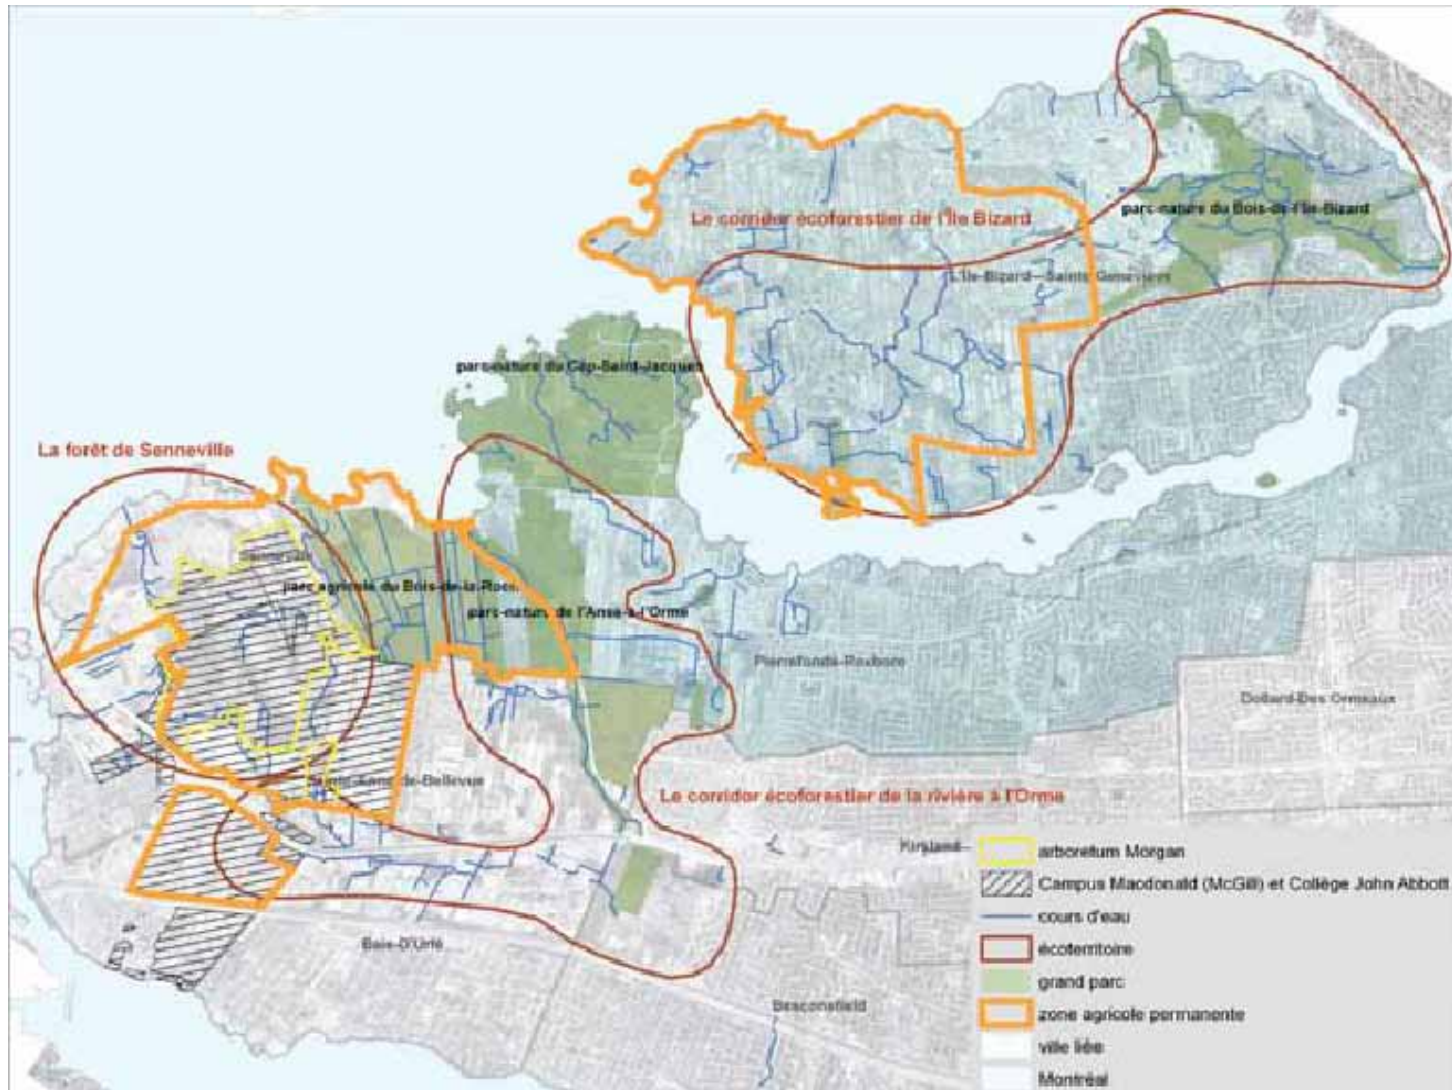 Le corridor écoforestier de l'Île Bizard
parc-nature du Bois-de-l'Île-Bizard
L'Île-Bizard—Sainte-Geneviève
parc-nature du Cap-Saint-Jacques
La forêt de Senneville
Senneville
parc agricole du Bois-de-la-Roche
parc-nature de l'Anse-à-l'Orme
Pierrefonds-Roxboro
Dollard-Des Ormeaux
Sainte-Anne-de-Bellevue
Le corridor écoforestier de la rivière à l'Orme
Kirkland
Baie-D'Urfé
Beaconsfield
arboretum Morgan
Campus Macdonald (McGill) et Collège John Abbott
cours d'eau
écoterritoire
grand parc
zone agricole permanente
ville liée
Montréal